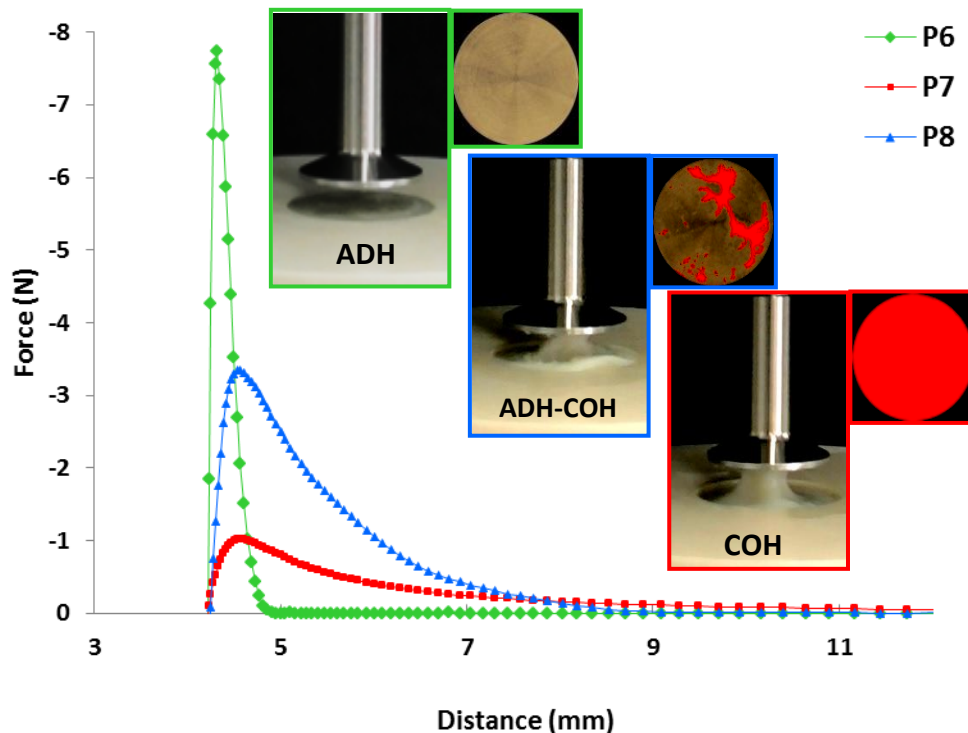 -8
-7
-6
-5
-4
-3
-2
-1
0
Force (N)
3 5 7 9 11
Distance (mm)
P6
P7
P8
ADH
ADH-COH
COH